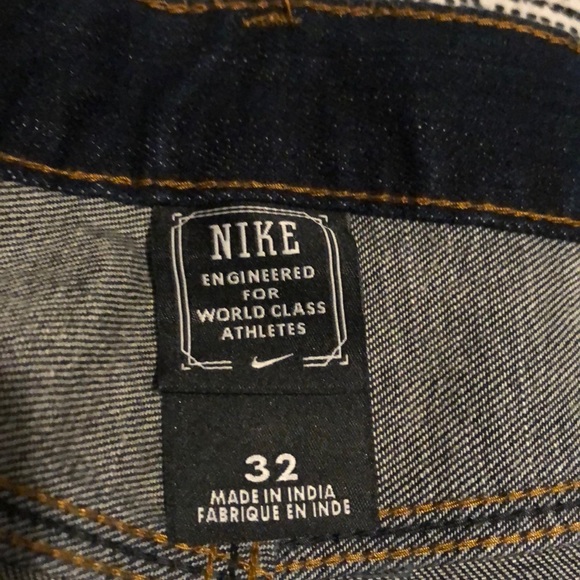 NIKE
ENGINEERED
FOR
WORLD CLASS
ATHLETES
32
MADE IN INDIA
FABRIQUE EN INDE